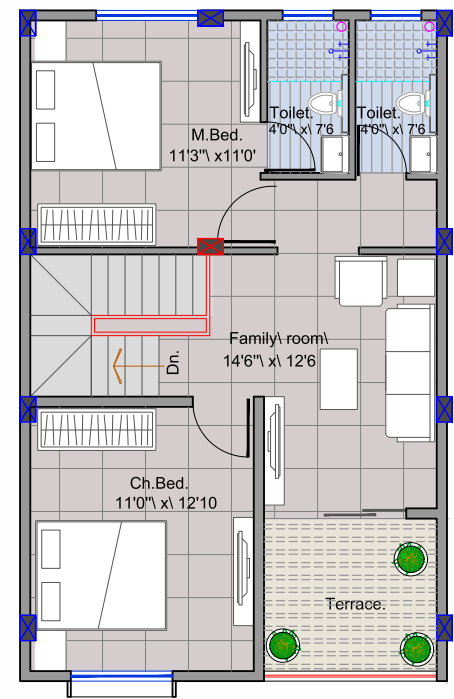 Toilet.
4'0"\ x\ 7'6
Toilet.
4'0"\ x\ 7'6
M.Bed.
11'3"\ x11'0'
Family\ room\
14'6"\ x\ 12'6
Dn.
Ch.Bed.
11'0"\ x\ 12'10
Terrace.